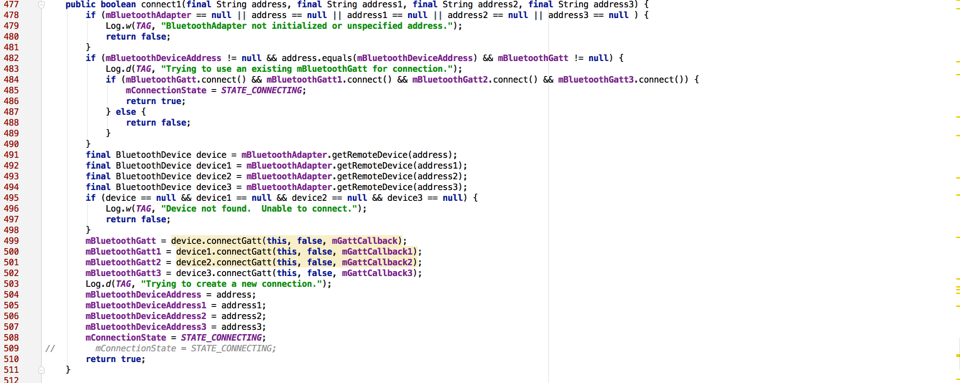 477 public boolean connect1(final String address, final String address1, final String address2, final String address3) {
478 if (mBluetoothAdapter == null || address == null || address1 == null || address2 == null || address3 == null ) {
479 Log.w(TAG, "BluetoothAdapter not initialized or unspecified address.");
480 return false;
481 }
482 if (mBluetoothDeviceAddress != null && address.equals(mBluetoothDeviceAddress) && mBluetoothGatt != null) {
483 Log.d(TAG, "Trying to use an existing mBluetoothGatt for connection.");
484 if (mBluetoothGatt.connect() && mBluetoothGatt1.connect() && mBluetoothGatt2.connect() && mBluetoothGatt3.connect()) {
485 mConnectionState = STATE_CONNECTING;
486 return true;
487 } else {
488 return false;
489 }
490 }
491 final BluetoothDevice device = mBluetoothAdapter.getRemoteDevice(address);
492 final BluetoothDevice device1 = mBluetoothAdapter.getRemoteDevice(address1);
493 final BluetoothDevice device2 = mBluetoothAdapter.getRemoteDevice(address2);
494 final BluetoothDevice device3 = mBluetoothAdapter.getRemoteDevice(address3);
495 if (device == null && device1 == null && device2 == null && device3 == null) {
496 Log.w(TAG, "Device not found.  Unable to connect.");
497 return false;
498 }
499 mBluetoothGatt = device.connectGatt(this, false, mGattCallback);
500 mBluetoothGatt1 = device1.connectGatt(this, false, mGattCallback1);
501 mBluetoothGatt2 = device2.connectGatt(this, false, mGattCallback2);
502 mBluetoothGatt3 = device3.connectGatt(this, false, mGattCallback3);
503 Log.d(TAG, "Trying to create a new connection.");
504 mBluetoothDeviceAddress = address;
505 mBluetoothDeviceAddress1 = address1;
506 mBluetoothDeviceAddress2 = address2;
507 mBluetoothDeviceAddress3 = address3;
508 mConnectionState = STATE_CONNECTING;
509 // mConnectionState = STATE_CONNECTING;
510 return true;
511 }
512